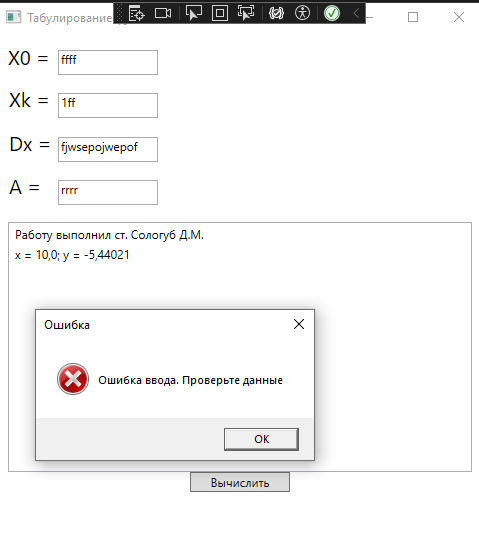 Табулирование
X0 =
ffff
Xk =
1ff
Dx =
fjwsepojwepof
A =
rrrr
Работу выполнил ст. Сологуб Д.М.
x = 10,0; y = -5,44021
Ошибка
Ошибка ввода. Проверьте данные
OK
Вычислить